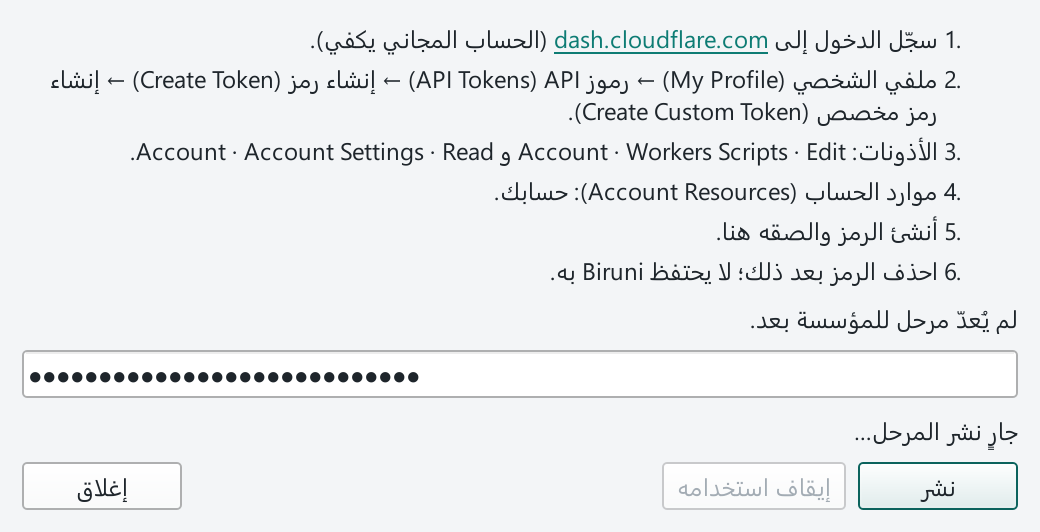 1. سجّل الدخول إلى dash.cloudflare.com (الحساب المجاني يكفي).
2. ملفي الشخصي (My Profile) ← رموز API (API Tokens) ← إنشاء رمز (Create Token) ← إنشاء
رمز مخصص (Create Custom Token).
3. الأذونات: Account · Workers Scripts · Edit و Account · Account Settings · Read.
4. موارد الحساب (Account Resources): حسابك.
5. أنشئ الرمز والصقه هنا.
6. احذف الرمز بعد ذلك؛ لا يحتفظ Biruni به.
لم يُعدّ مرحل للمؤسسة بعد.
جارٍ نشر المرحل...
نشر
إيقاف استخدامه
إغلاق